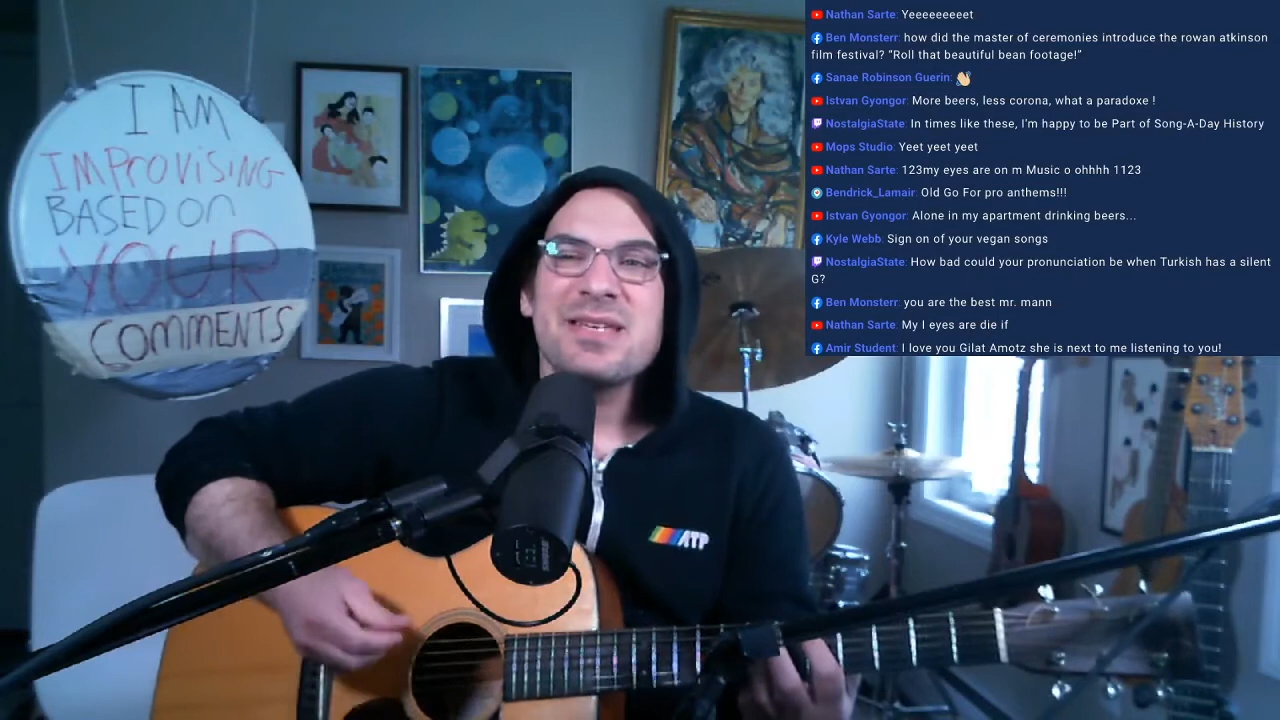 I AM
IMPROVISING
BASED ON
YOUR
COMMENTS
Nathan Sarte: Yeeeeeeeet
Ben Monsterr: how did the master of ceremonies introduce the rowan atkinson
film festival? “Roll that beautiful bean footage!”
Sanae Robinson Guerin: 👋🏼
Istvan Gyongor: More beers, less corona, what a paradoxe !
NostalgiaState: In times like these, I'm happy to be Part of Song-A-Day History
Mops Studio: Yeet yeet yeet
Nathan Sarte: 123my eyes are on m Music o ohhhh 1123
Bendrick_Lamair: Old Go For pro anthems!!!
Istvan Gyongor: Alone in my apartment drinking beers...
Kyle Webb: Sign on of your vegan songs
NostalgiaState: How bad could your pronunciation be when Turkish has a silent
G?
Ben Monsterr: you are the best mr. mann
Nathan Sarte: My I eyes are die if
Amir Student: I love you Gilat Amotz she is next to me listening to you!
ATP